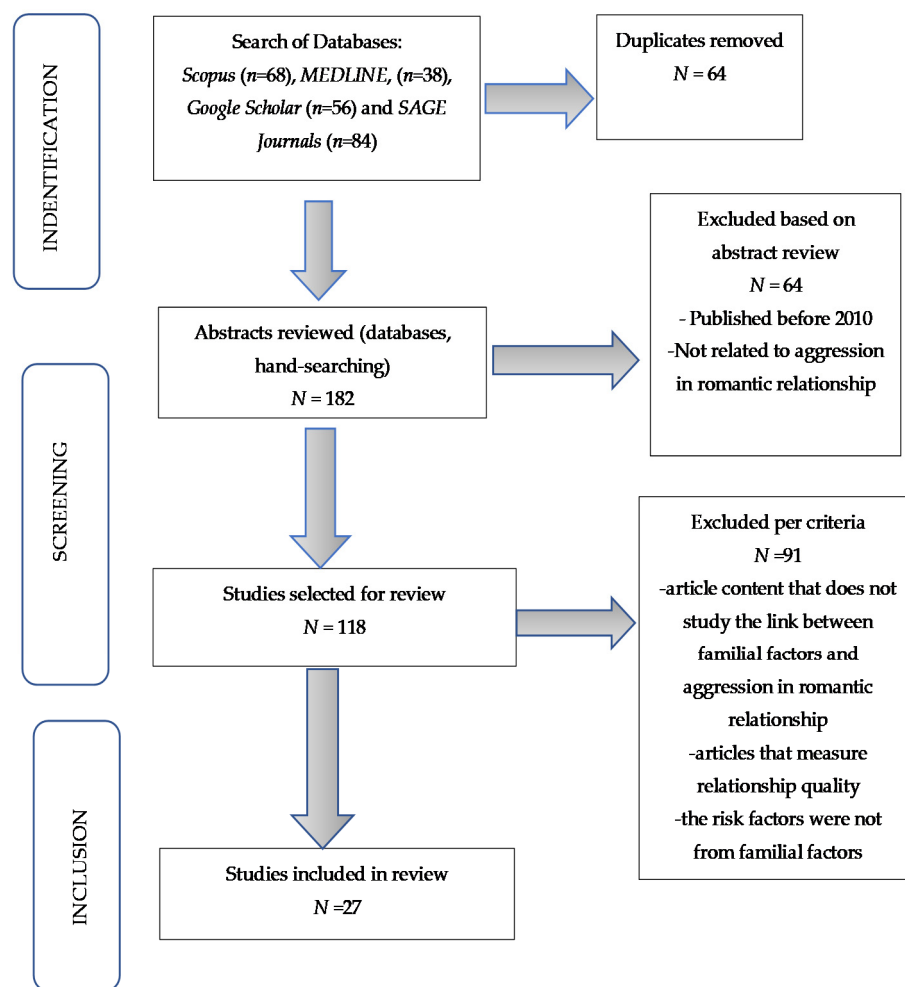 INDENTIFICATION
Search of Databases:
Scopus (n=68), MEDLINE, (n=38),
Google Scholar (n=56) and SAGE
Journals (n=84)
Duplicates removed
N = 64
Excluded based on
abstract review
N = 64
- Published before 2010
-Not related to aggression
in romantic relationship
SCREENING
Abstracts reviewed (databases,
hand-searching)
N = 182
Studies selected for review
N = 118
Excluded per criteria
N =91
-article content that does not
study the link between
familial factors and
aggression in romantic
relationship
-articles that measure
relationship quality
-the risk factors were not
from familial factors
INCLUSION
Studies included in review
N =27